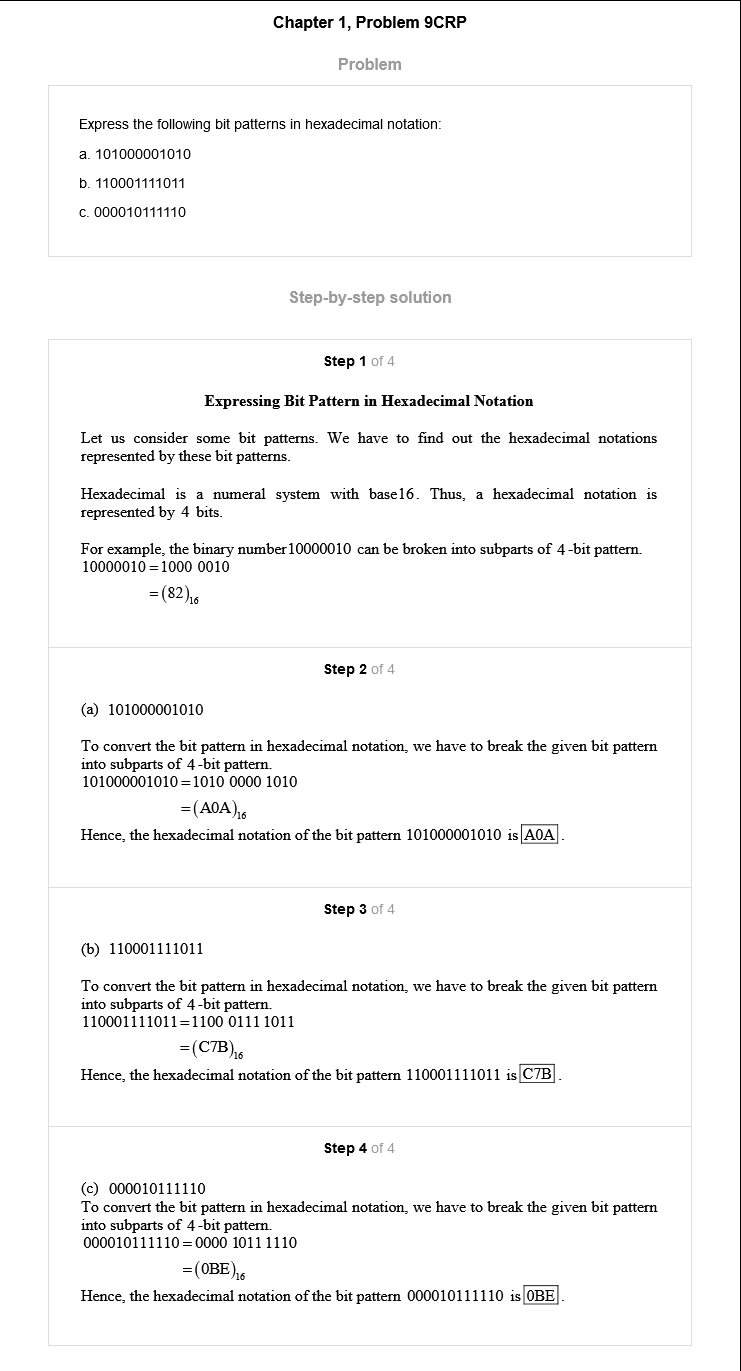 Chapter 1, Problem 9CRP
Problem
Express the following bit patterns in hexadecimal notation:
a. 101000001010
b. 110001111011
c. 000010111110
Step-by-step solution
Step 1 of 4
Expressing Bit Pattern in Hexadecimal Notation
Let us consider some bit patterns. We have to find out the hexadecimal notations
represented by these bit patterns.
Hexadecimal is a numeral system with base16. Thus, a hexadecimal notation is
represented by 4 bits.
For example, the binary number10000010 can be broken into subparts of 4-bit pattern.
10000010=1000 0010
=(82)₁₆
Step 2 of 4
(a) 101000001010
To convert the bit pattern in hexadecimal notation, we have to break the given bit pattern
into subparts of 4-bit pattern.
101000001010=1010 0000 1010
=(A0A)₁₆
Hence, the hexadecimal notation of the bit pattern 101000001010 is A0A.
Step 3 of 4
(b) 110001111011
To convert the bit pattern in hexadecimal notation, we have to break the given bit pattern
into subparts of 4-bit pattern.
110001111011=1100 0111 1011
=(C7B)₁₆
Hence, the hexadecimal notation of the bit pattern 110001111011 is C7B.
Step 4 of 4
(c) 000010111110
To convert the bit pattern in hexadecimal notation, we have to break the given bit pattern
into subparts of 4-bit pattern.
000010111110=0000 1011 1110
=(0BE)₁₆
Hence, the hexadecimal notation of the bit pattern 000010111110 is 0BE.